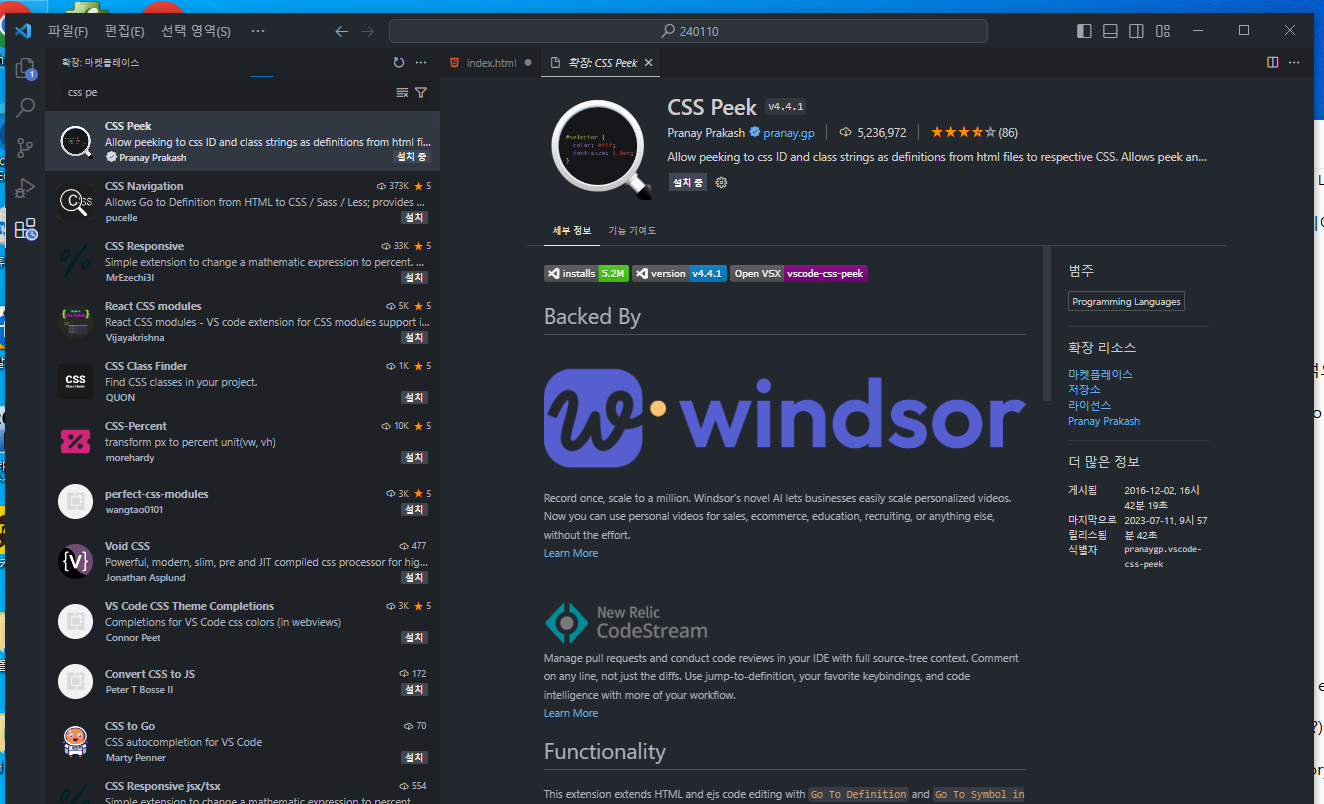 파일(F) 편집(E) 선택 영역(S) ··· 240110
확장: 마켓플레이스
css pe
CSS Peek
Allow peeking to css ID and class strings as definitions from html fi...
Pranay Prakash 설치 중
CSS Navigation 373K 5
Allows Go to Definition from HTML to CSS / Sass / Less; provides ...
pucelle 설치
CSS Responsive 33K 5
Simple extension to change a mathematic expression to percent. ...
MrEzechi3l 설치
React CSS modules 5K 5
React CSS modules - VS code extension for CSS modules support i...
Vijayakrishna 설치
CSS Class Finder 1K 5
Find CSS classes in your project.
QUON 설치
CSS-Percent 10K 5
transform px to percent unit(vw, vh)
morehardy 설치
perfect-css-modules 3K 5
wangtao0101 설치
Void CSS 477
Powerful, modern, slim, pre and JIT compiled css processor for hig...
Jonathan Asplund 설치
VS Code CSS Theme Completions 3K 5
Completions for VS Code css colors (in webviews)
Connor Peet 설치
Convert CSS to JS 172
Peter T Bosse II 설치
CSS to Go 70
CSS autocompletion for VS Code
Marty Penner 설치
CSS Responsive jsx/tsx 554
Simple extension to change a mathematic expression to percent
index.html
확장: CSS Peek
#selector {
color: #fff;
font-size: 1.6em;
}
CSS Peek v4.4.1
Pranay Prakash pranay.gp 5,236,972 (86)
Allow peeking to css ID and class strings as definitions from html files to respective CSS. Allows peek an...
설치 중
세부 정보 기능 기여도
installs 5.2M version v4.4.1 Open VSX vscode-css-peek
Backed By
w windsor
Record once, scale to a million. Windsor's novel AI lets businesses easily scale personalized videos.
Now you can use personal videos for sales, ecommerce, education, recruiting, or anything else,
without the effort.
Learn More
New Relic
CodeStream
Manage pull requests and conduct code reviews in your IDE with full source-tree context. Comment
on any line, not just the diffs. Use jump-to-definition, your favorite keybindings, and code
intelligence with more of your workflow.
Learn More
Functionality
This extension extends HTML and ejs code editing with Go To Definition and Go To Symbol in
범주
Programming Languages
확장 리소스
마켓플레이스
저장소
라이선스
Pranay Prakash
더 많은 정보
게시됨 2016-12-02, 16시
42분 19초
마지막으로 2023-07-11, 9시 57
릴리스됨 분 42초
식별자 pranaygp.vscode-
css-peek